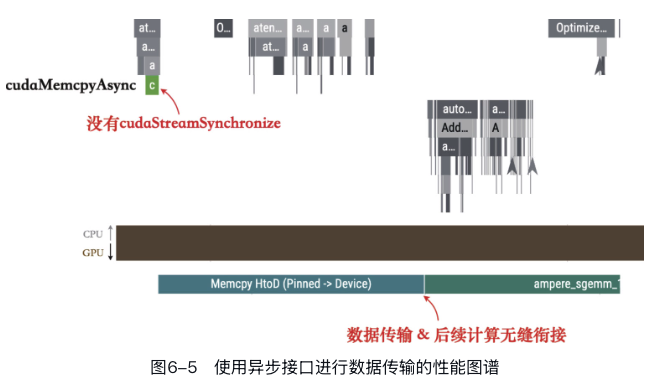 at...
O...
aten...
a...
a
a
Optimize...
a...
at...
a
a
cudaMemcpyAsync
c
没有cudaStreamSynchronize
auto...
a...
Add...
A
a...
CPU
GPU
Memcpy HtoD (Pinned -> Device)
ampere_sgemm_
数据传输 & 后续计算无缝衔接
图6-5 使用异步接口进行数据传输的性能图谱